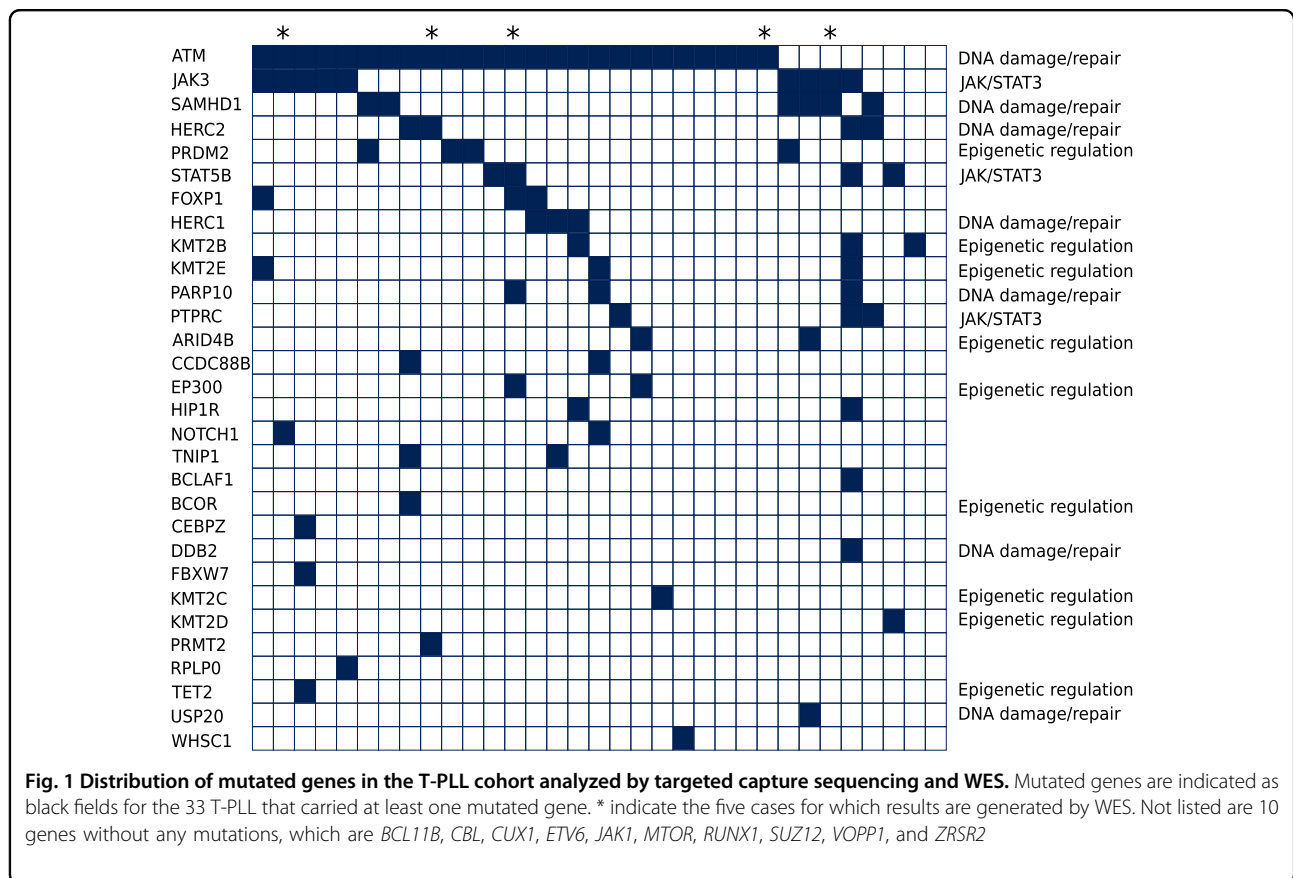 * * * * *
ATM DNA damage/repair
JAK3 JAK/STAT3
SAMHD1 DNA damage/repair
HERC2 DNA damage/repair
PRDM2 Epigenetic regulation
STAT5B JAK/STAT3
FOXP1
HERC1 DNA damage/repair
KMT2B Epigenetic regulation
KMT2E Epigenetic regulation
PARP10 DNA damage/repair
PTPRC JAK/STAT3
ARID4B Epigenetic regulation
CCDC88B
EP300 Epigenetic regulation
HIP1R
NOTCH1
TNIP1
BCLAF1
BCOR Epigenetic regulation
CEBPZ
DDB2 DNA damage/repair
FBXW7
KMT2C Epigenetic regulation
KMT2D Epigenetic regulation
PRMT2
RPLP0
TET2 Epigenetic regulation
USP20 DNA damage/repair
WHSC1
Fig. 1 Distribution of mutated genes in the T-PLL cohort analyzed by targeted capture sequencing and WES. Mutated genes are indicated as
black fields for the 33 T-PLL that carried at least one mutated gene. * indicate the five cases for which results are generated by WES. Not listed are 10
genes without any mutations, which are BCL11B, CBL, CUX1, ETV6, JAK1, MTOR, RUNX1, SUZ12, VOPP1, and ZRSR2